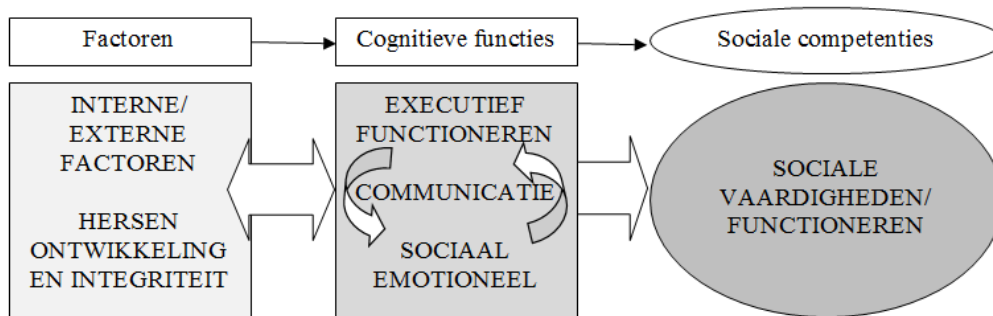 Factoren
Cognitieve functies
Sociale competenties
INTERNE/
EXTERNE
FACTOREN
HERSEN
ONTWIKKELING
EN INTEGRITEIT
EXECUTIEF
FUNCTIONEREN
COMMUNICATIE
SOCIAAL
EMOTIONEEL
SOCIALE
VAARDIGHEDEN/
FUNCTIONEREN